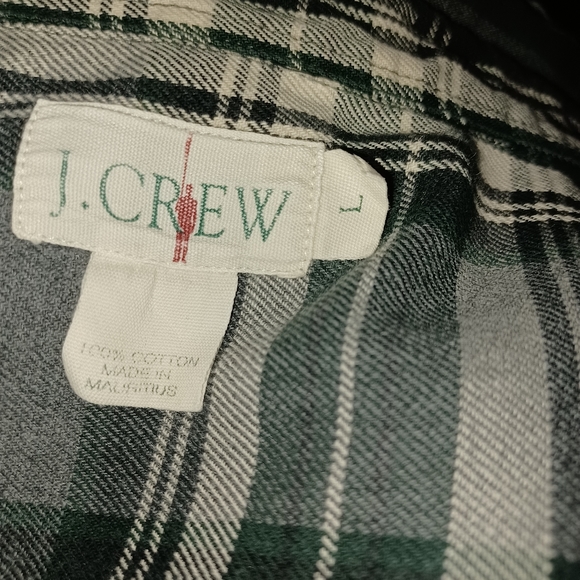 J.CREW
L
100% COTTON
MADE IN
MAURITIUS